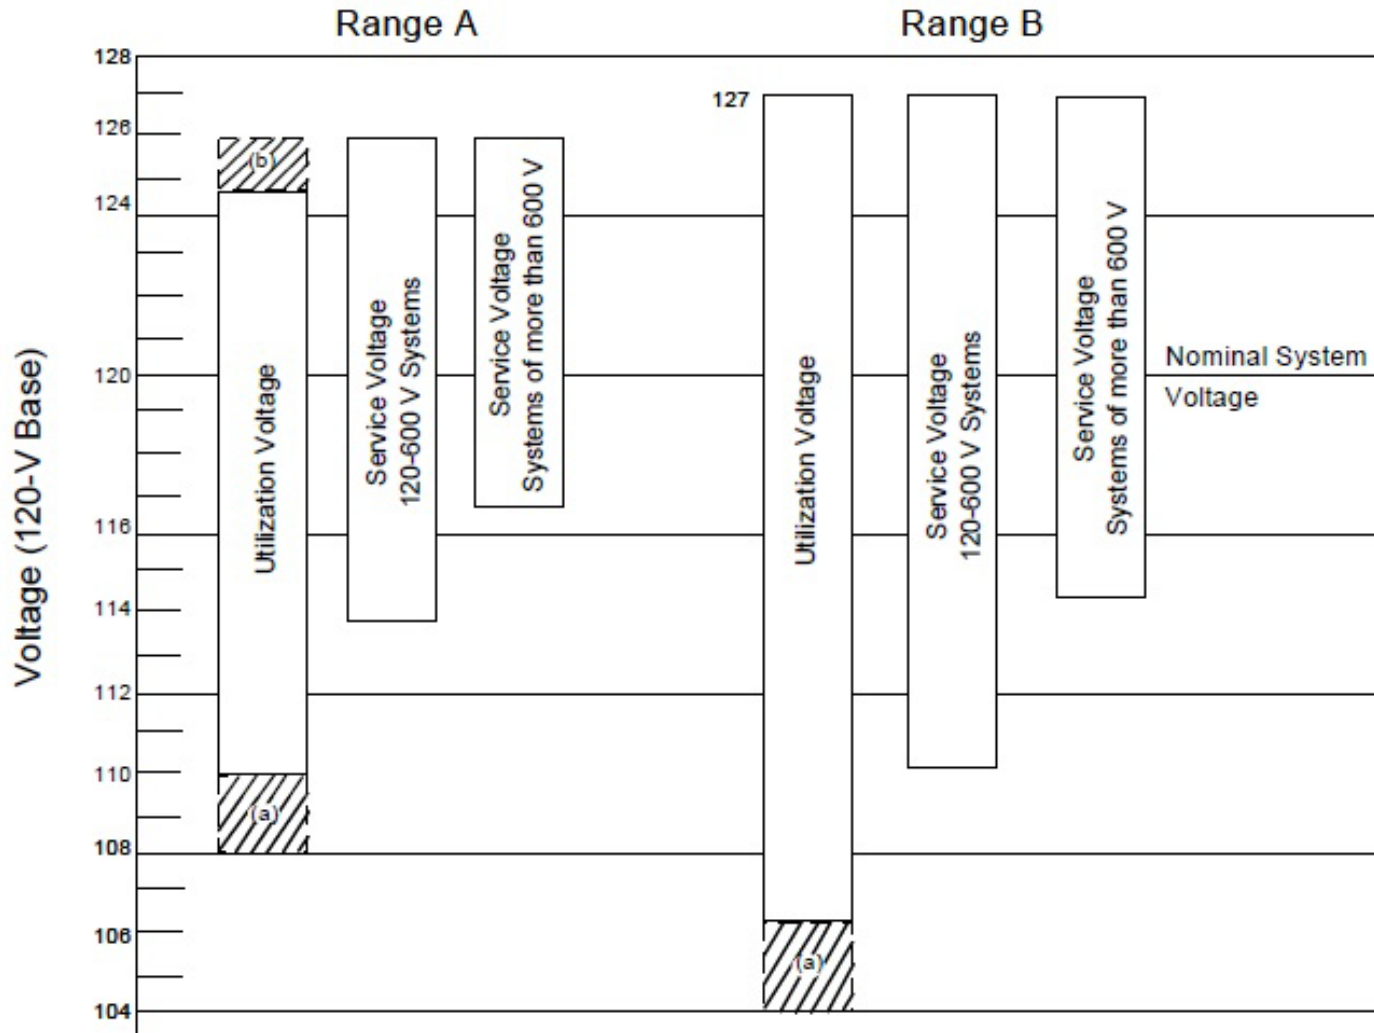 Range A
Range B
128
127
126
(b)
124
Service Voltage
Systems of more than 600 V
Service Voltage
120-600 V Systems
Utilization Voltage
Voltage (120-V Base)
120
Utilization Voltage
Service Voltage
120-600 V Systems
Service Voltage
Systems of more than 600 V
Nominal System
Voltage
116
114
112
110
(a)
108
106
(a)
104